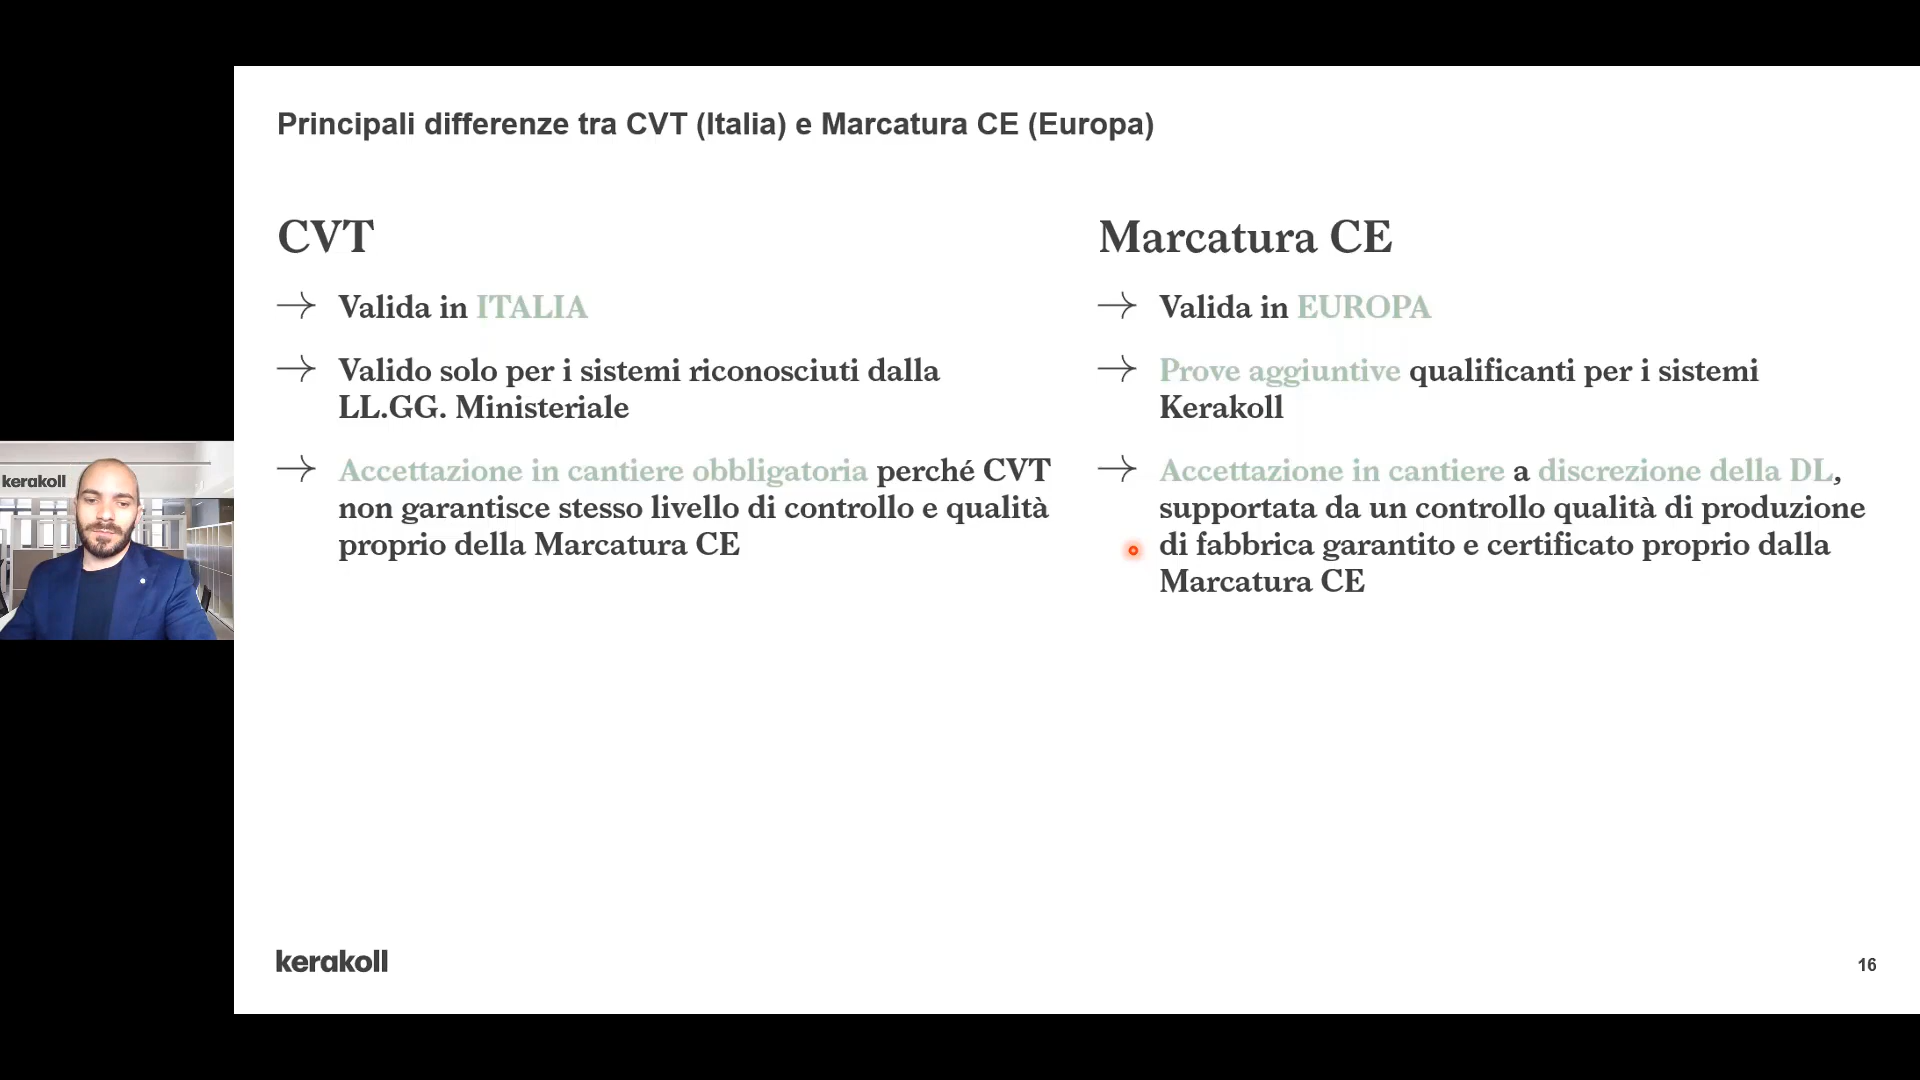 Principali differenze tra CVT (Italia) e Marcatura CE (Europa)
CVT
Valida in ITALIA
Valido solo per i sistemi riconosciuti dalla
LL.GG. Ministeriale
Accettazione in cantiere obbligatoria perché CVT
non garantisce stesso livello di controllo e qualità
proprio della Marcatura CE
Marcatura CE
Valida in EUROPA
Prove aggiuntive qualificanti per i sistemi
Kerakoll
Accettazione in cantiere a discrezione della DL,
supportata da un controllo qualità di produzione
di fabbrica garantito e certificato proprio dalla
Marcatura CE
kerakoll
kerakoll
16